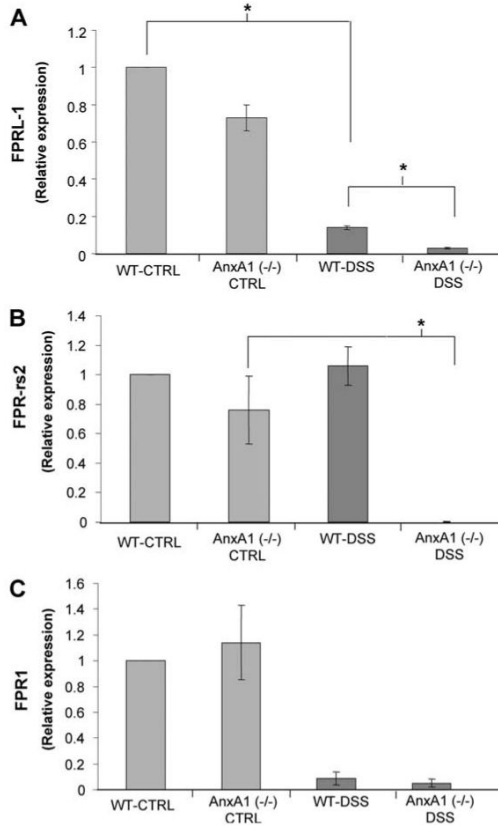 A
*
1.2
1
0.8
0.6
0.4
0.2
0
FPRL-1
(Relative expression)
*
WT-CTRL
AnxA1 (-/-)
CTRL
WT-DSS
AnxA1 (-/-)
DSS
B
1.4
1.2
1
0.8
0.6
0.4
0.2
0
FPR-rs2
(Relative expression)
*
WT-CTRL
AnxA1 (-/-)
CTRL
WT-DSS
AnxA1 (-/-)
DSS
C
1.6
1.4
1.2
1
0.8
0.6
0.4
0.2
0
FPR1
(Relative expression)
WT-CTRL
AnxA1 (-/-)
CTRL
WT-DSS
AnxA1 (-/-)
DSS